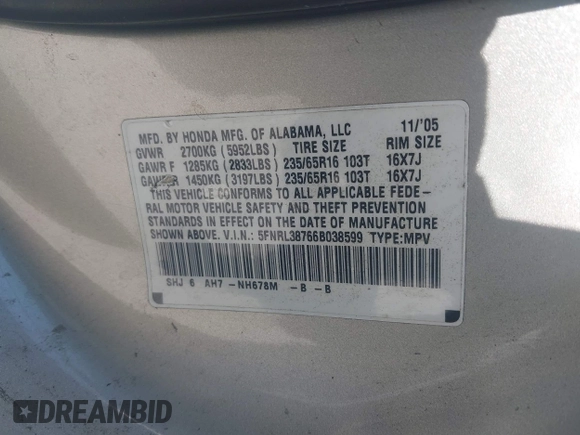 MFD. BY HONDA MFG. OF ALABAMA, LLC 11/'05
GVWR 2700KG (5952LBS) TIRE SIZE RIM SIZE
GAWR F 1285KG (2833LBS) 235/65R16 103T 16X7J
GAWR R 1450KG (3197LBS) 235/65R16 103T 16X7J
THIS VEHICLE CONFORMS TO ALL APPLICABLE FEDE-
RAL MOTOR VEHICLE SAFETY AND THEFT PREVENTION
STANDARDS IN EFFECT ON THE DATE OF MANUFACTURE
SHOWN ABOVE. V.I.N.: 5FNRL38766B038599 TYPE:MPV
SHJ 6 AH7 -NH678M -B -B
DREAMBID